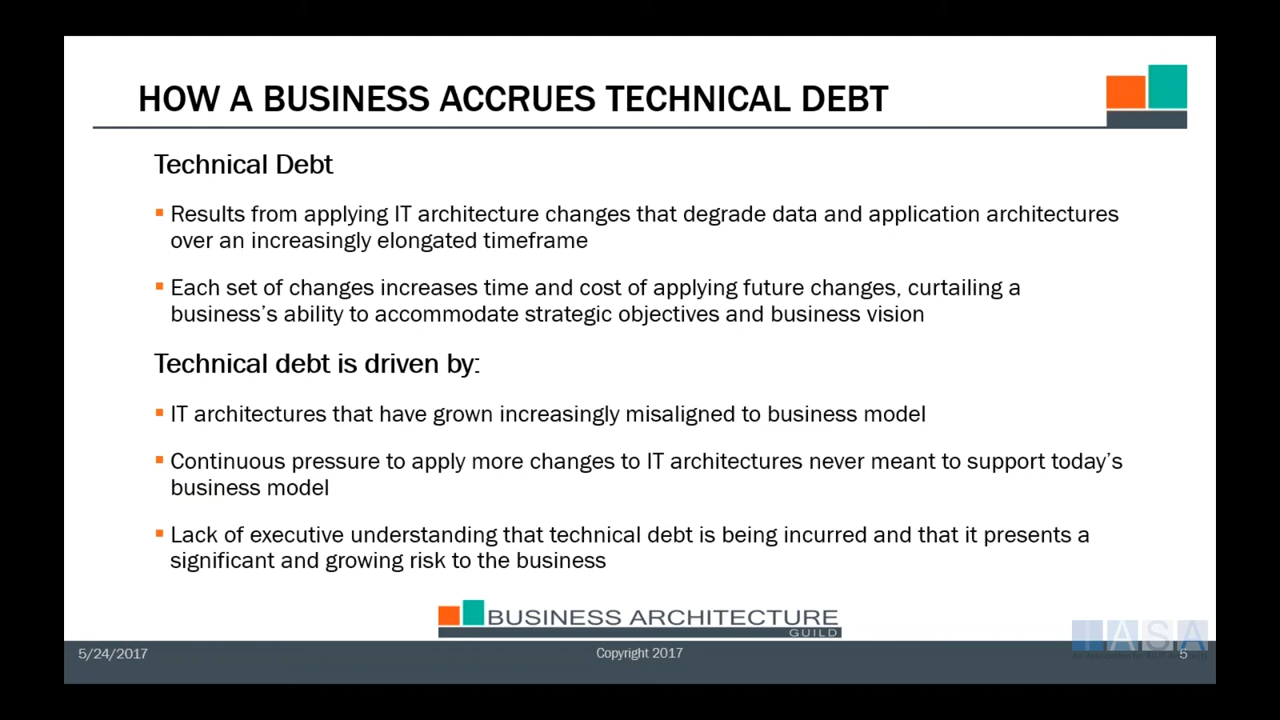 HOW A BUSINESS ACCRUES TECHNICAL DEBT
Technical Debt
Results from applying IT architecture changes that degrade data and application architectures
over an increasingly elongated timeframe
Each set of changes increases time and cost of applying future changes, curtailing a
business's ability to accommodate strategic objectives and business vision
Technical debt is driven by:
IT architectures that have grown increasingly misaligned to business model
Continuous pressure to apply more changes to IT architectures never meant to support today's
business model
Lack of executive understanding that technical debt is being incurred and that it presents a
significant and growing risk to the business
BUSINESS ARCHITECTURE
GUILD
IASA
5/24/2017
Copyright 2017
5